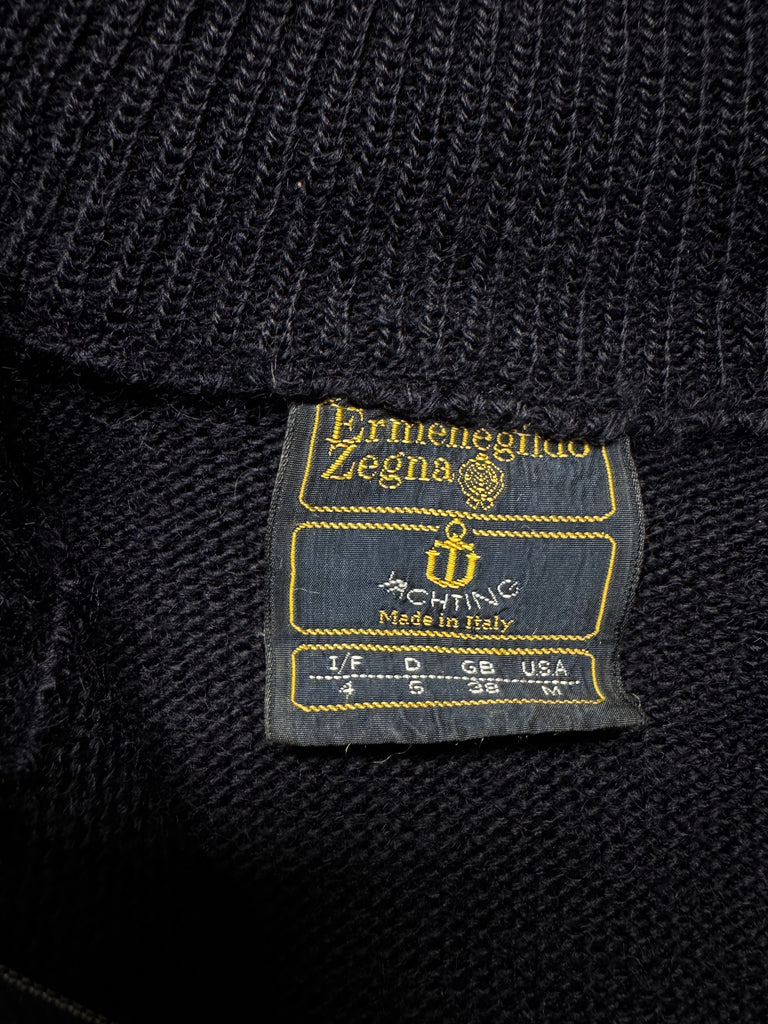 Ermenegildo
Zegna
YACHTING
Made in Italy
I/F D GB USA
4 5 38 M